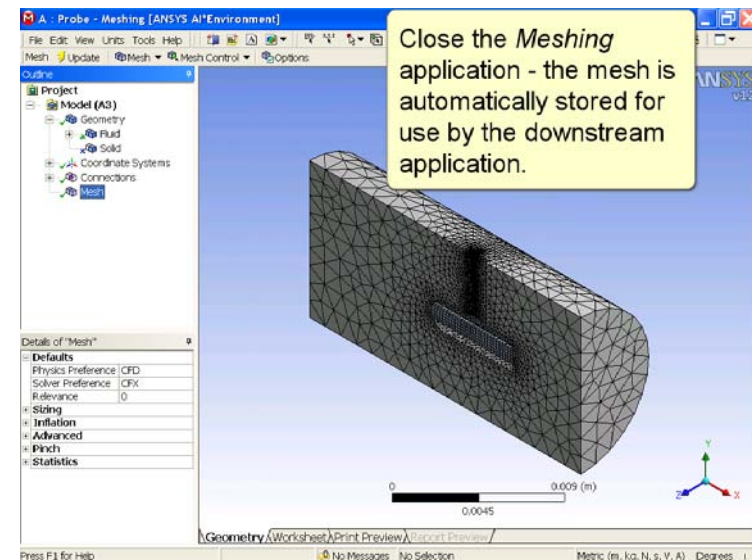 A : Probe - Meshing [ANSYS AI*Environment]
File Edit View Units Tools Help
Mesh Update Mesh Mesh Control Options
Close the Meshing
application - the mesh is
automatically stored for
use by the downstream
application.
Outline
Project
Model (A3)
Geometry
Fluid
Solid
Coordinate Systems
Connections
Mesh
Details of "Mesh"
Defaults
Physics Preference CFD
Solver Preference CFX
Relevance 0
Sizing
Inflation
Advanced
Pinch
Statistics
0 0.009 (m)
0.0045
Y
Z X
Geometry Worksheet Print Preview Report Preview
Press F1 for Help No Messages No Selection Metric (m, kg, N, s, V, A) Degrees